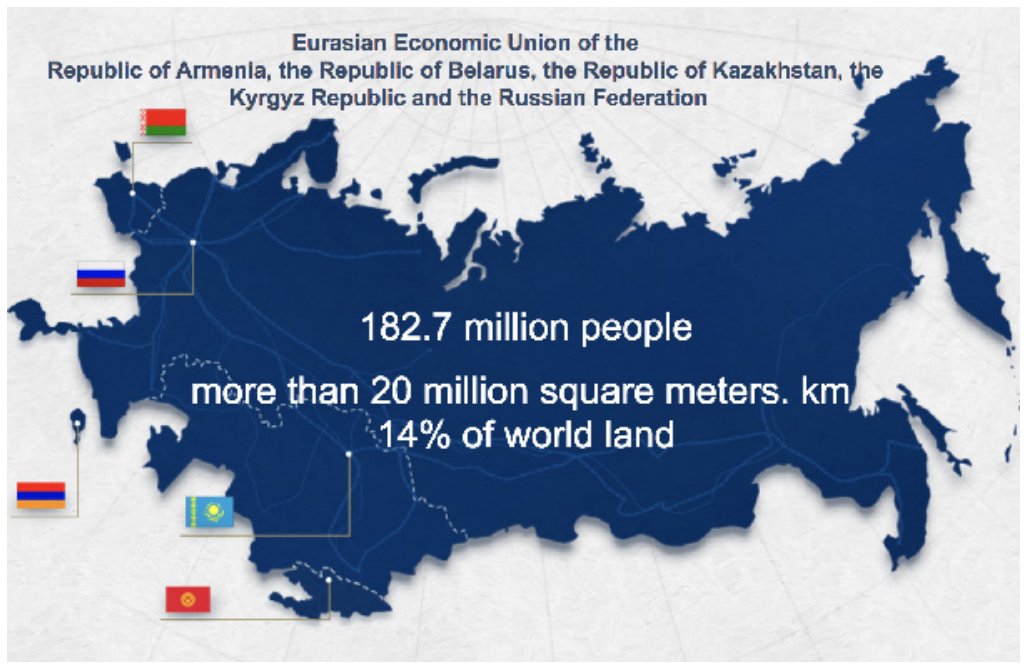 Eurasian Economic Union of the
Republic of Armenia, the Republic of Belarus, the Republic of Kazakhstan, the
Kyrgyz Republic and the Russian Federation
182.7 million people
more than 20 million square meters. km
14% of world land